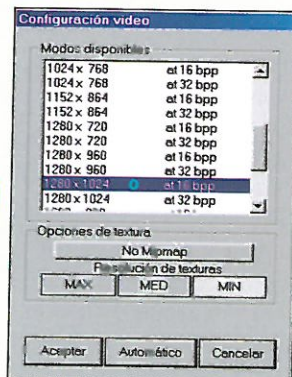 Configuración video
Modos disponibles
1024 x 768 at 16 bpp
1024 x 768 at 32 bpp
1152 x 864 at 16 bpp
1152 x 864 at 32 bpp
1280 x 720 at 16 bpp
1280 x 720 at 32 bpp
1280 x 960 at 16 bpp
1280 x 960 at 32 bpp
1280 x 1024 at 16 bpp
1280 x 1024 at 32 bpp
Opciones de textura
No Mipmap
Resolución de texturas
MAX MED MIN
Aceptar Automático Cancelar